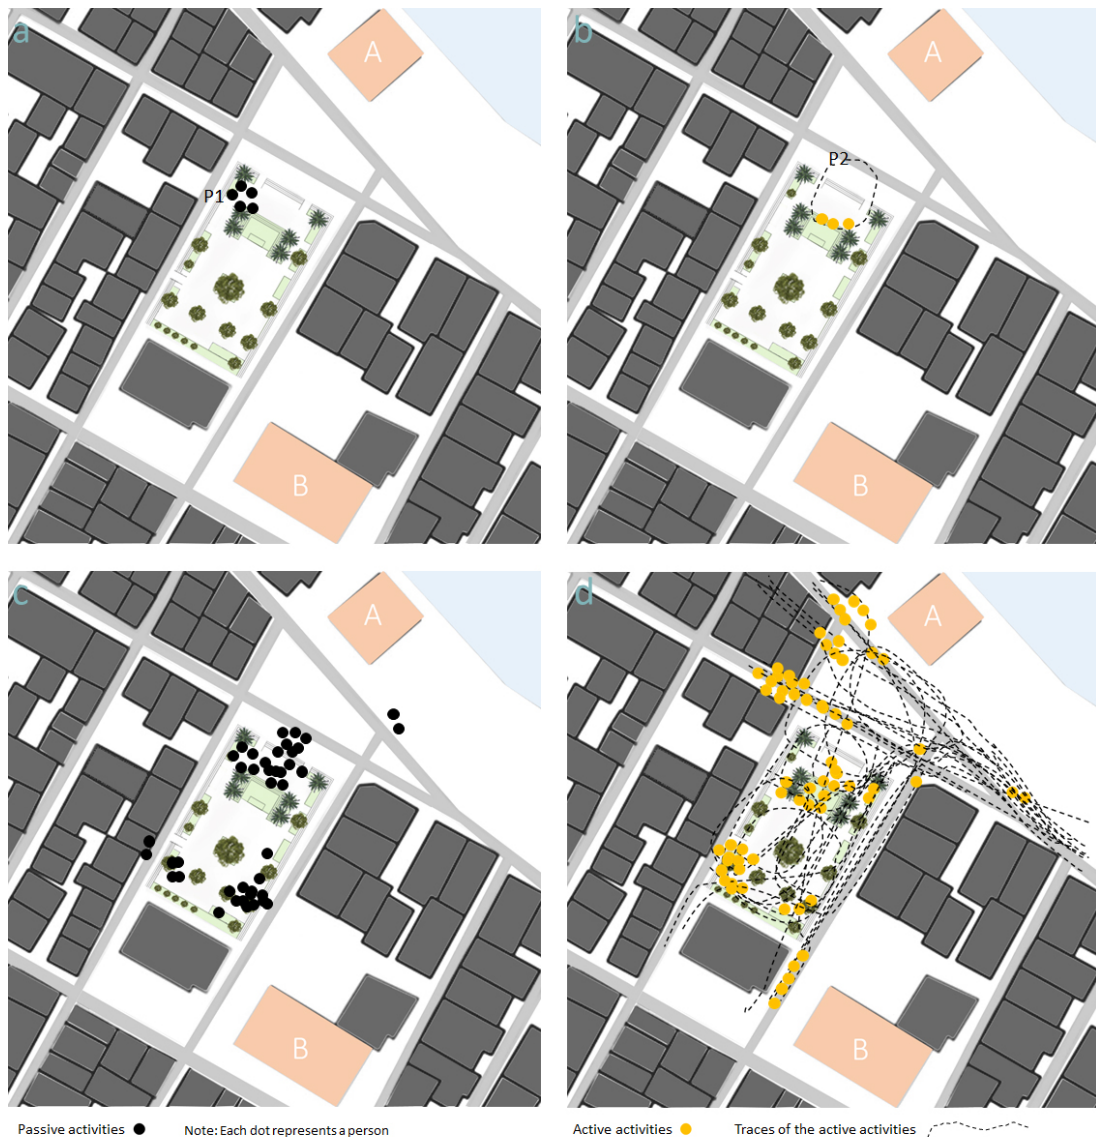 a
A
P1
B
b
A
P2
B
c
A
B
d
A
B
Passive activities
Note: Each dot represents a person
Active activities
Traces of the active activities